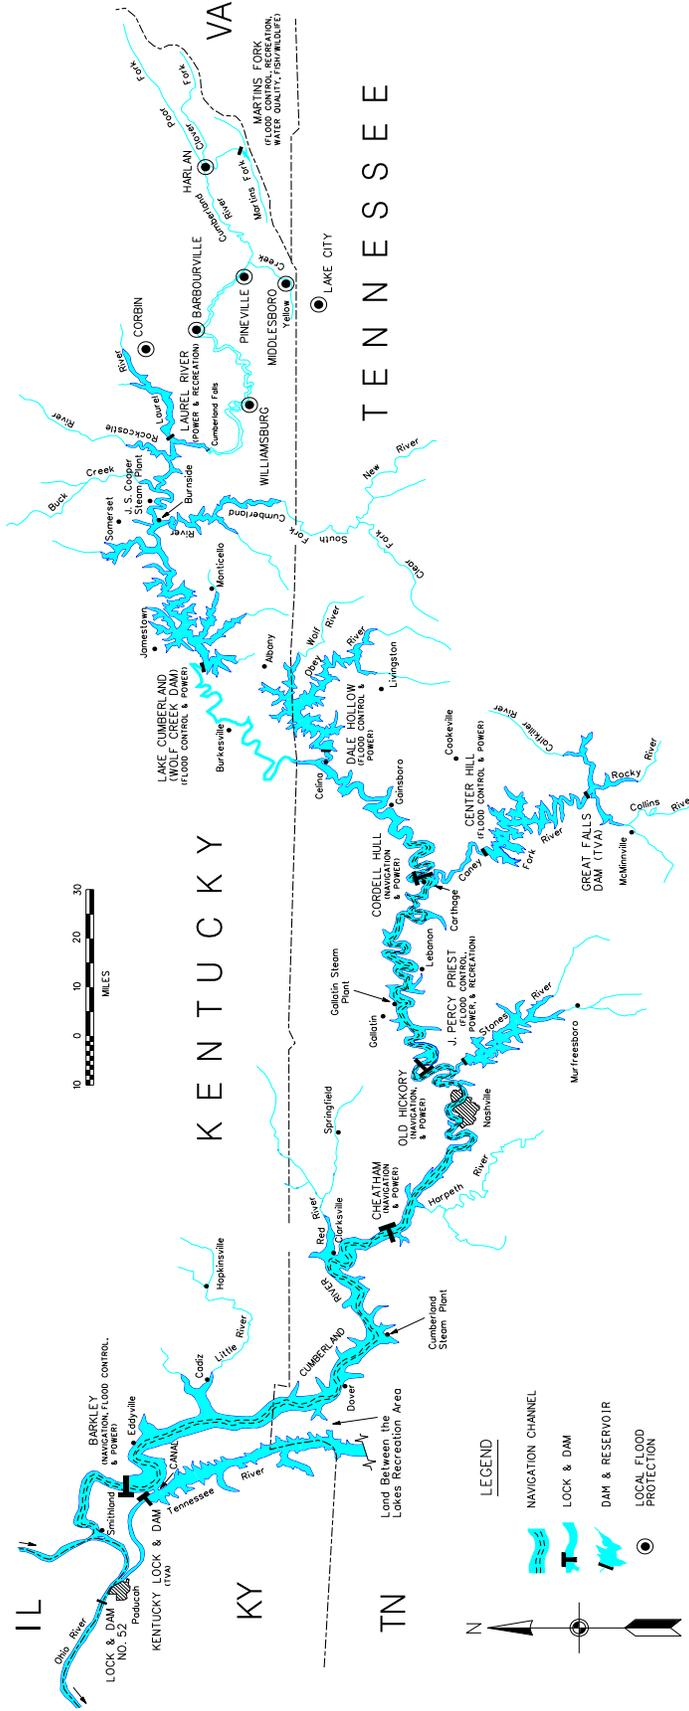 IL
VA
KENTUCKY
TENNESSEE
KY
TN
Ohio River
LOCK & DAM
NO. 52
Paducah
Smithland
KENTUCKY LOCK & DAM
(TVA)
CANAL
Tennessee
River
BARKLEY
(NAVIGATION, FLOOD CONTROL,
& POWER)
Eddyville
Cadiz
Little River
Hopkinsville
Land Between the
Lakes Recreation Area
Dover
CUMBERLAND
RIVER
Cumberland
Steam Plant
Red
River
Clarksville
Springfield
CHEATHAM
(NAVIGATION
& POWER)
Harpeth
River
Nashville
OLD HICKORY
(NAVIGATION,
& POWER)
J. PERCY PRIEST
(FLOOD CONTROL,
POWER, & RECREATION)
Stones
River
Murfreesboro
Gallatin
Gallatin Steam
Plant
Lebanon
Carthage
CORDELL HULL
(NAVIGATION
& POWER)
CENTER HILL
(FLOOD CONTROL & POWER)
Caney
Fork
River
GREAT FALLS
DAM (TVA)
McMinnville
Collins
River
Rocky
River
Calfkiller
River
Cookeville
Gainsboro
Celina
DALE HOLLOW
(FLOOD CONTROL &
POWER)
Obey
River
Wolf
River
Livingston
Albany
Burkesville
LAKE CUMBERLAND
(WOLF CREEK DAM)
(FLOOD CONTROL & POWER)
Jamestown
Monticello
Somerset
Burnside
J. S. Cooper
Steam Plant
Buck
Creek
Rockcastle
River
South
Fork
Cumberland
River
New
River
Clear
Fork
Laurel
River
LAUREL RIVER
(POWER & RECREATION)
Cumberland Falls
CORBIN
WILLIAMSBURG
BARBOURVILLE
PINEVILLE
MIDDLESBORO
Yellow
Creek
LAKE CITY
Cumberland
River
HARLAN
Poor
Fork
Clover
Fork
Martins Fork
MARTINS FORK
(FLOOD CONTROL, RECREATION,
WATER QUALITY, FISH/WILDLIFE)
10 0 10 20 30
MILES
LEGEND
NAVIGATION CHANNEL
LOCK & DAM
DAM & RESERVOIR
LOCAL FLOOD
PROTECTION
N